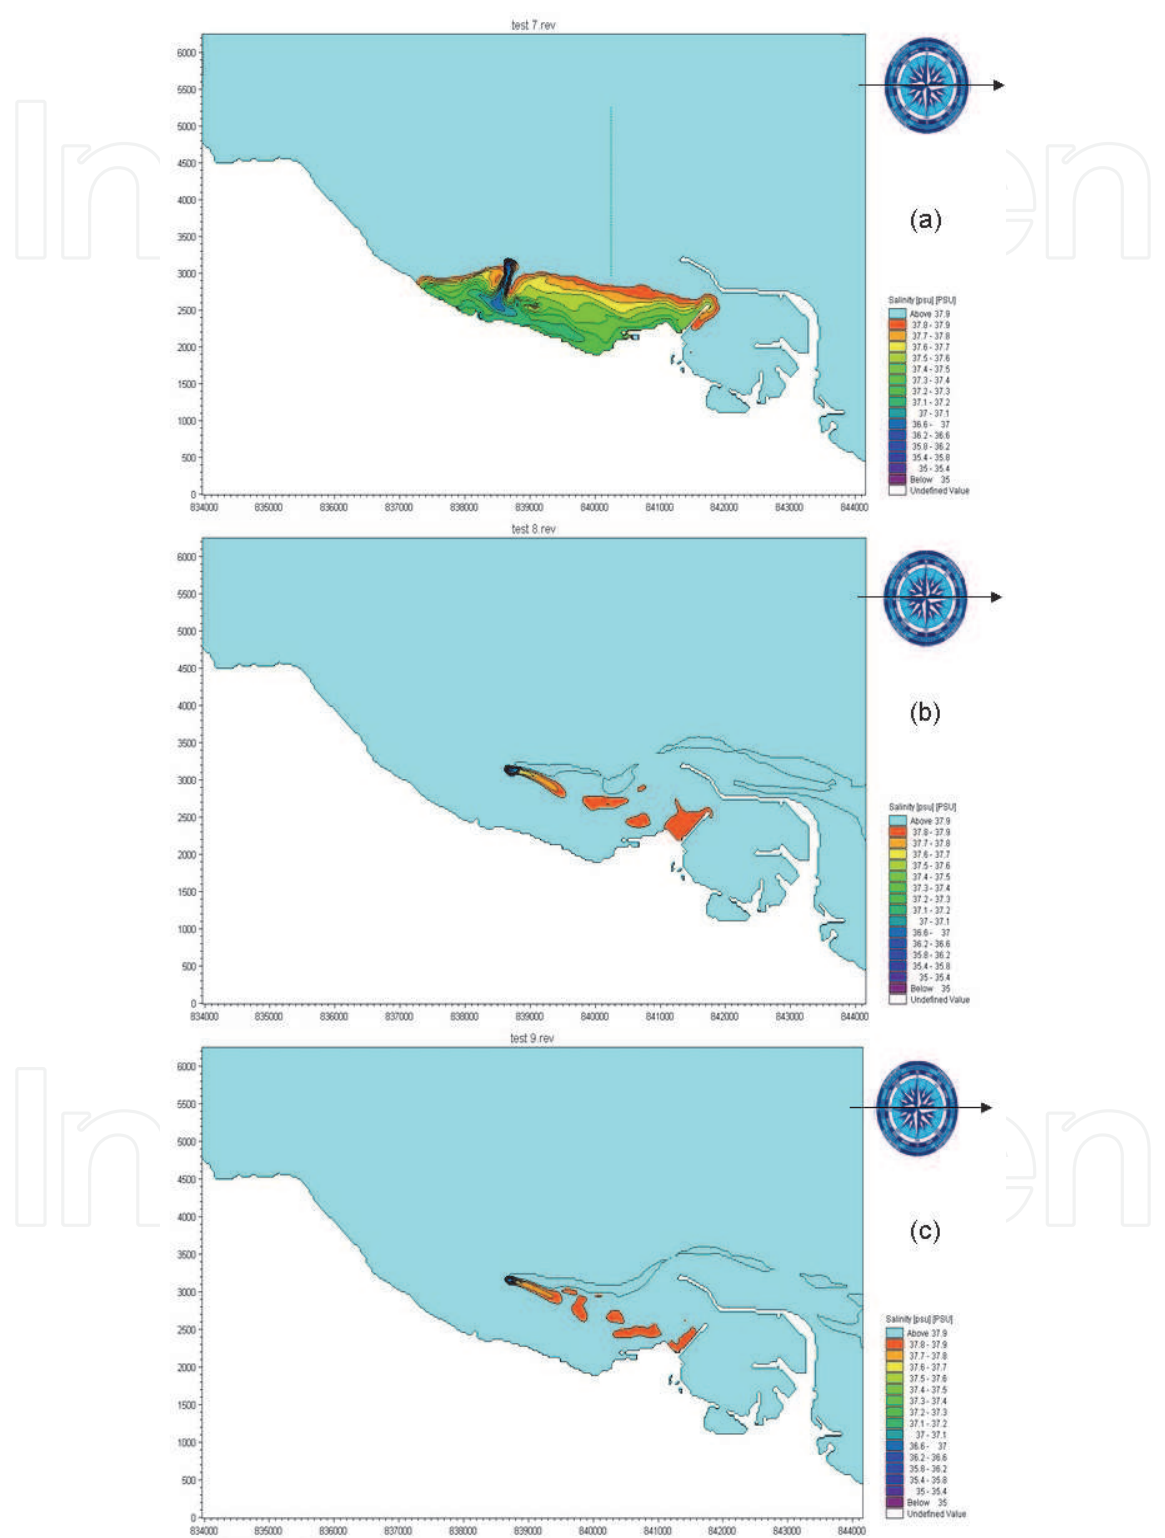 test 7.rev
6000
5500
5000
4500
4000
3500
3000
2500
2000
1500
1000
500
0
834000 835000 836000 837000 838000 839000 840000 841000 842000 843000 844000
(a)
Salinity [psu] [PSU]
Above 37.9
37.8 - 37.9
37.7 - 37.8
37.6 - 37.7
37.5 - 37.6
37.4 - 37.5
37.3 - 37.4
37.2 - 37.3
37.1 - 37.2
37 - 37.1
36.6 - 37
36.2 - 36.6
35.8 - 36.2
35.4 - 35.8
35 - 35.4
Below 35
Undefined Value
test 8.rev
6000
5500
5000
4500
4000
3500
3000
2500
2000
1500
1000
500
0
834000 835000 836000 837000 838000 839000 840000 841000 842000 843000 844000
(b)
Salinity [psu] [PSU]
Above 37.9
37.8 - 37.9
37.7 - 37.8
37.6 - 37.7
37.5 - 37.6
37.4 - 37.5
37.3 - 37.4
37.2 - 37.3
37.1 - 37.2
37 - 37.1
36.6 - 37
36.2 - 36.6
35.8 - 36.2
35.4 - 35.8
35 - 35.4
Below 35
Undefined Value
test 9.rev
6000
5500
5000
4500
4000
3500
3000
2500
2000
1500
1000
500
0
834000 835000 836000 837000 838000 839000 840000 841000 842000 843000 844000
(c)
Salinity [psu] [PSU]
Above 37.9
37.8 - 37.9
37.7 - 37.8
37.6 - 37.7
37.5 - 37.6
37.4 - 37.5
37.3 - 37.4
37.2 - 37.3
37.1 - 37.2
37 - 37.1
36.6 - 37
36.2 - 36.6
35.8 - 36.2
35.4 - 35.8
35 - 35.4
Below 35
Undefined Value